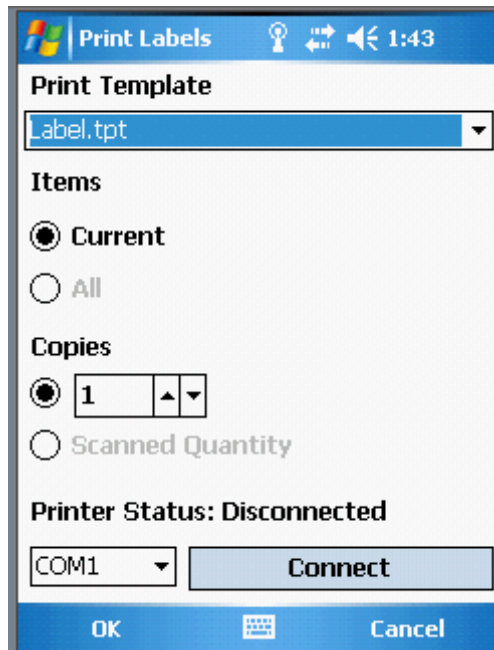 Print Labels 1:43
Print Template
Label.tpt
Items
Current
All
Copies
1
Scanned Quantity
Printer Status: Disconnected
COM1 Connect
OK Cancel